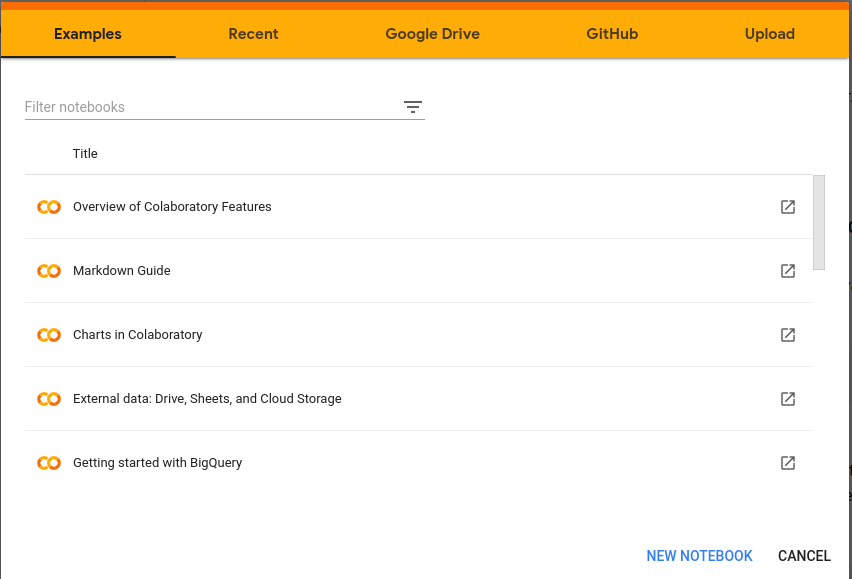 Examples Recent Google Drive GitHub Upload
Filter notebooks
Title
Overview of Colaboratory Features
Markdown Guide
Charts in Colaboratory
External data: Drive, Sheets, and Cloud Storage
Getting started with BigQuery
NEW NOTEBOOK CANCEL